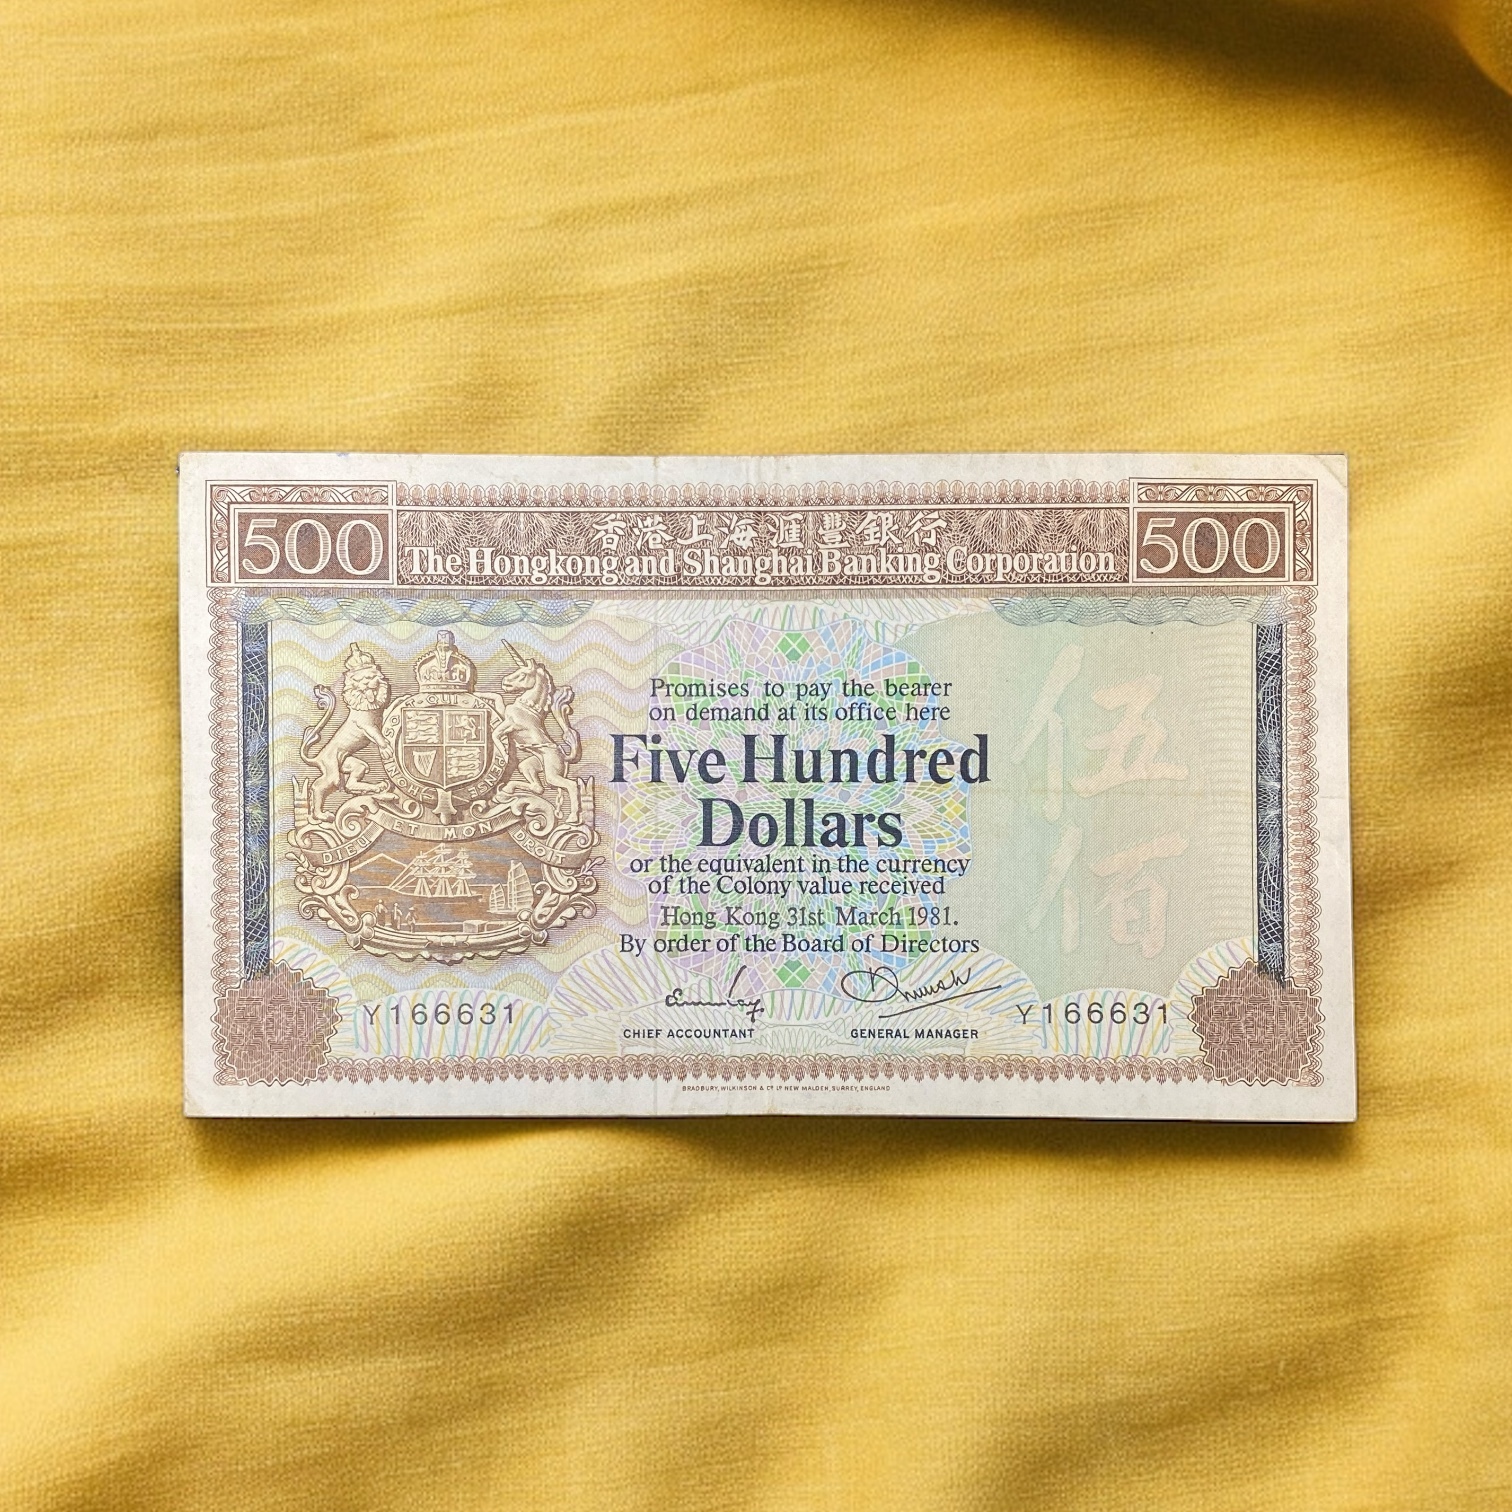 500
香港上海滙豐銀行
500
The Hongkong and Shanghai Banking Corporation
Promises to pay the bearer
on demand at its office here
Five Hundred
Dollars
or the equivalent in the currency
of the Colony value received
Hong Kong 31st March 1981.
By order of the Board of Directors
伍
佰
DIEU ET MON DROIT
Y166631
CHIEF ACCOUNTANT
GENERAL MANAGER
Y166631
BRADBURY, WILKINSON & Cº Lᴰ NEW MALDEN, SURREY, ENGLAND